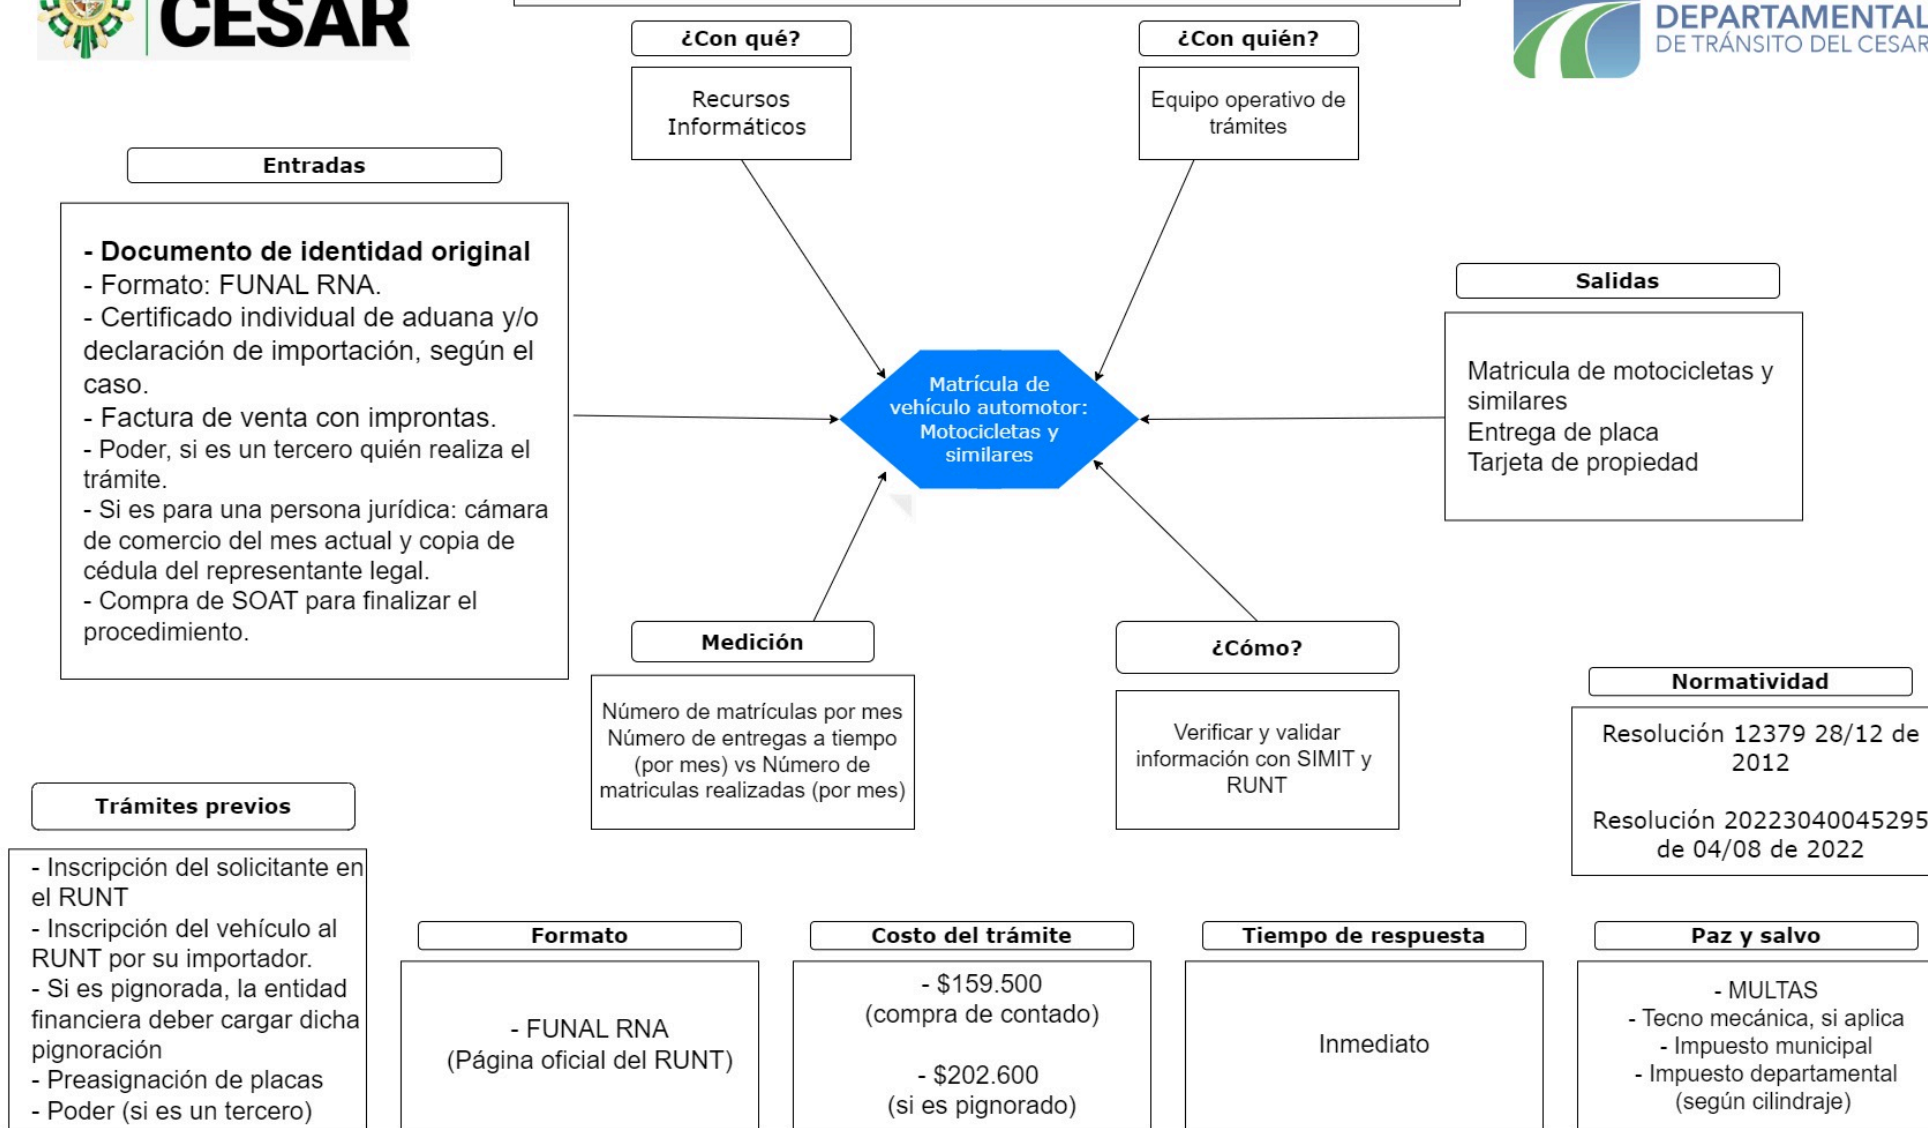 CESAR
DEPARTAMENTAL
DE TRÁNSITO DEL CESAR
¿Con qué?
Recursos
Informáticos
¿Con quién?
Equipo operativo de
trámites
Entradas
- Documento de identidad original
- Formato: FUNAL RNA.
- Certificado individual de aduana y/o
declaración de importación, según el
caso.
- Factura de venta con improntas.
- Poder, si es un tercero quién realiza el
trámite.
- Si es para una persona jurídica: cámara
de comercio del mes actual y copia de
cédula del representante legal.
- Compra de SOAT para finalizar el
procedimiento.
Matrícula de
vehículo automotor:
Motocicletas y
similares
Salidas
Matricula de motocicletas y
similares
Entrega de placa
Tarjeta de propiedad
Medición
Número de matrículas por mes
Número de entregas a tiempo
(por mes) vs Número de
matriculas realizadas (por mes)
¿Cómo?
Verificar y validar
información con SIMIT y
RUNT
Normatividad
Resolución 12379 28/12 de
2012
Resolución 20223040045295
de 04/08 de 2022
Trámites previos
- Inscripción del solicitante en
el RUNT
- Inscripción del vehículo al
RUNT por su importador.
- Si es pignorada, la entidad
financiera deber cargar dicha
pignoración
- Preasignación de placas
- Poder (si es un tercero)
Formato
- FUNAL RNA
(Página oficial del RUNT)
Costo del trámite
- $159.500
(compra de contado)
- $202.600
(si es pignorado)
Tiempo de respuesta
Inmediato
Paz y salvo
- MULTAS
- Tecno mecánica, si aplica
- Impuesto municipal
- Impuesto departamental
(según cilindraje)